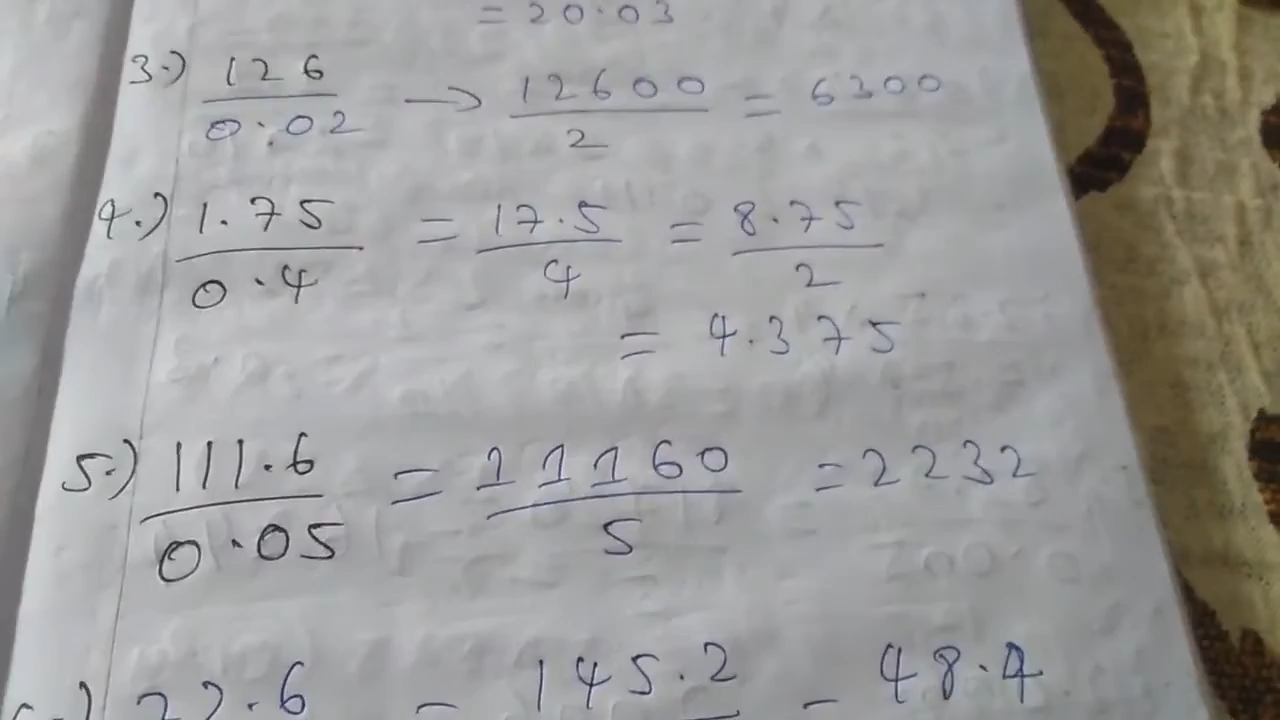 = 20.03
3.) 126/0.02 → 12600/2 = 6300
4.) 1.75/0.4 = 17.5/4 = 8.75/2
= 4.375
5.) 111.6/0.05 = 11160/5 = 2232
145.2 = 48.4